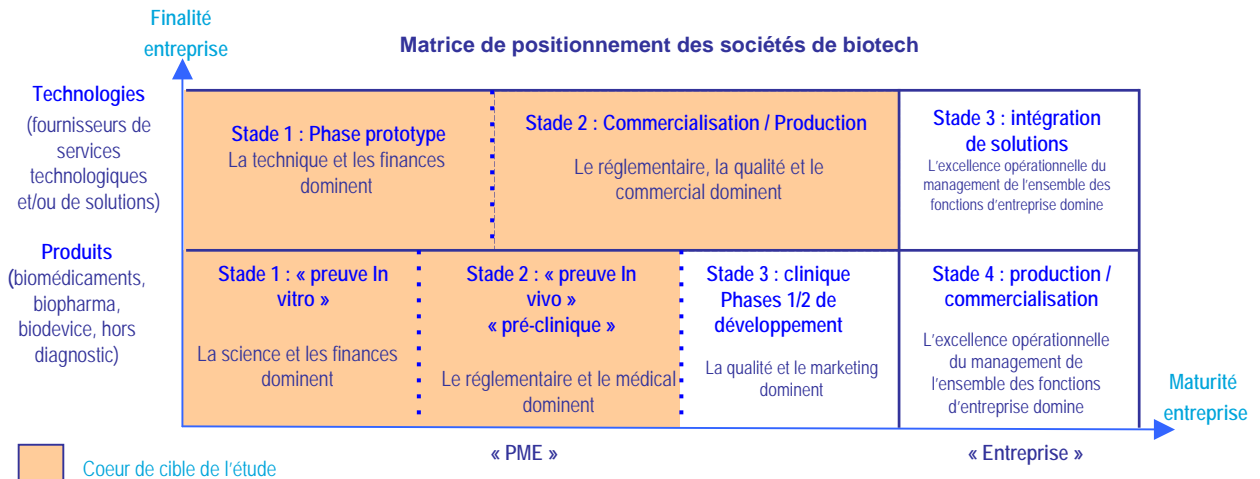 Finalité
entreprise
Matrice de positionnement des sociétés de biotech
Technologies
(fournisseurs de
services
technologiques
et/ou de solutions)
Stade 1 : Phase prototype
La technique et les finances
dominent
Stade 2 : Commercialisation / Production
Le réglementaire, la qualité et le
commercial dominent
Stade 3 : intégration
de solutions
L'excellence opérationnelle du
management de l'ensemble des
fonctions d'entreprise domine
Produits
(biomédicaments,
biopharma,
biodevice, hors
diagnostic)
Stade 1 : « preuve In
vitro »
La science et les finances
dominent
Stade 2 : « preuve In
vivo »
« pré-clinique »
Le réglementaire et le médical
dominent
Stade 3 : clinique
Phases 1/2 de
développement
La qualité et le marketing
dominent
Stade 4 : production /
commercialisation
L'excellence opérationnelle
du management de
l'ensemble des fonctions
d'entreprise domine
Maturité
entreprise
« PME »
« Entreprise »
Coeur de cible de l'étude